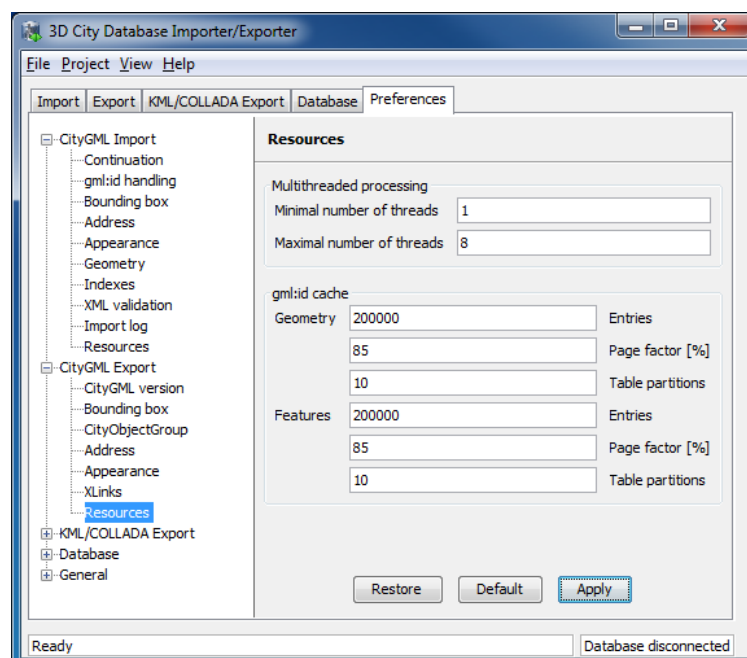 3D City Database Importer/Exporter
File Project View Help
Import Export KML/COLLADA Export Database Preferences
CityGML Import
Continuation
gml:id handling
Bounding box
Address
Appearance
Geometry
Indexes
XML validation
Import log
Resources
CityGML Export
CityGML version
Bounding box
CityObjectGroup
Address
Appearance
XLinks
Resources
KML/COLLADA Export
Database
General
Resources
Multithreaded processing
Minimal number of threads 1
Maximal number of threads 8
gml:id cache
Geometry 200000 Entries
85 Page factor [%]
10 Table partitions
Features 200000 Entries
85 Page factor [%]
10 Table partitions
Restore Default Apply
Ready Database disconnected